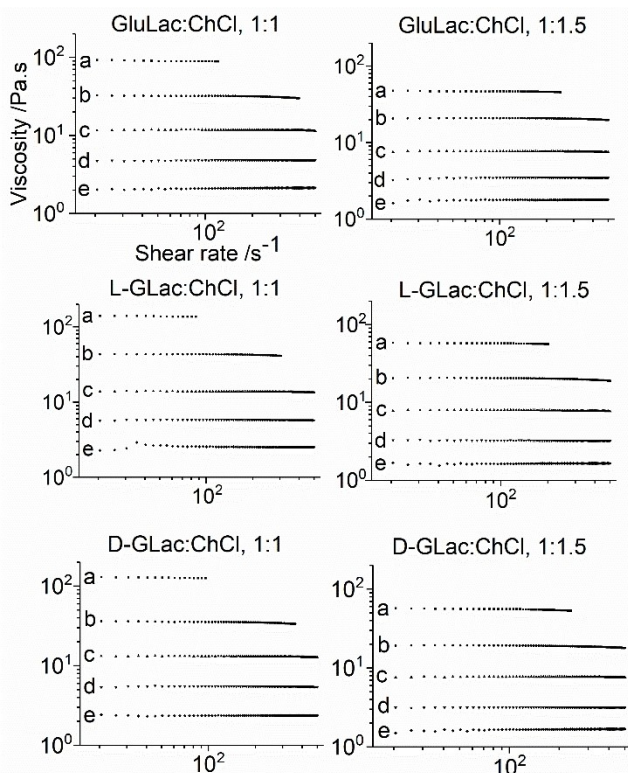 GluLac:ChCl, 1:1
Viscosity /Pa.s
10²
10¹
10⁰
a
b
c
d
e
10²
Shear rate /s⁻¹
GluLac:ChCl, 1:1.5
10²
10¹
10⁰
a
b
c
d
e
10²
L-GLac:ChCl, 1:1
10²
10¹
10⁰
a
b
c
d
e
10²
L-GLac:ChCl, 1:1.5
10²
10¹
10⁰
a
b
c
d
e
10²
D-GLac:ChCl, 1:1
10²
10¹
10⁰
a
b
c
d
e
10²
D-GLac:ChCl, 1:1.5
10²
10¹
10⁰
a
b
c
d
e
10²